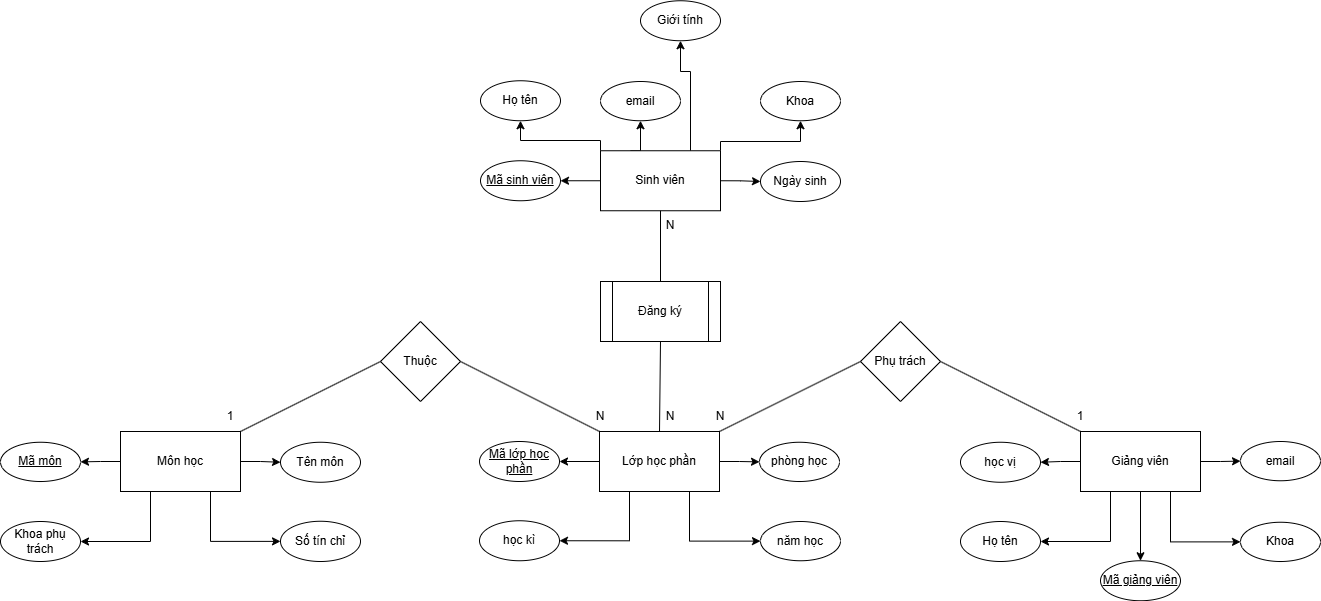 Giới tính
Họ tên
email
Khoa
Mã sinh viên
Sinh viên
Ngày sinh
N
Đăng ký
Thuộc
Phụ trách
1
N
N
N
1
Mã môn
Môn học
Tên môn
Mã lớp học
phần
Lớp học phần
phòng học
học vị
Giảng viên
email
Khoa phụ
trách
Số tín chỉ
học kì
năm học
Họ tên
Khoa
Mã giảng viên